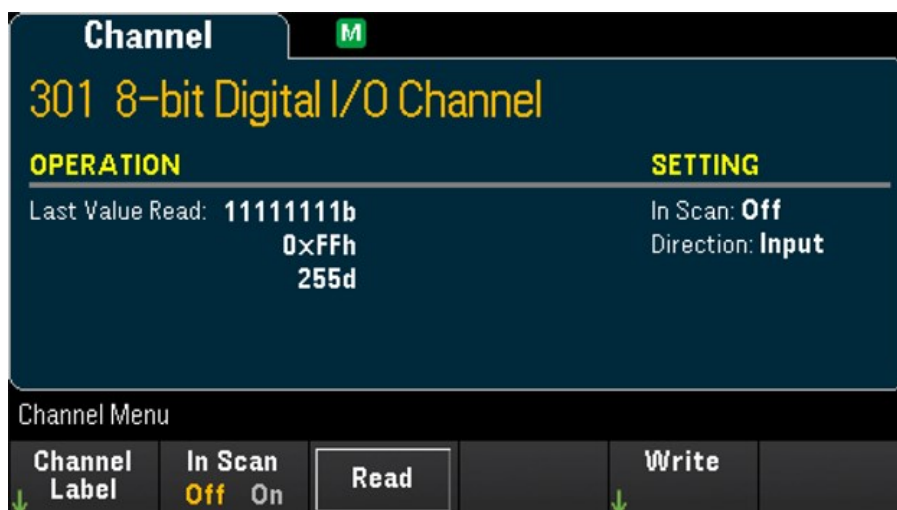 Channel M
301 8-bit Digital I/O Channel
OPERATION SETTING
Last Value Read: 11111111b In Scan: Off
0xFFh Direction: Input
255d
Channel Menu
Channel Label In Scan Off On Read Write